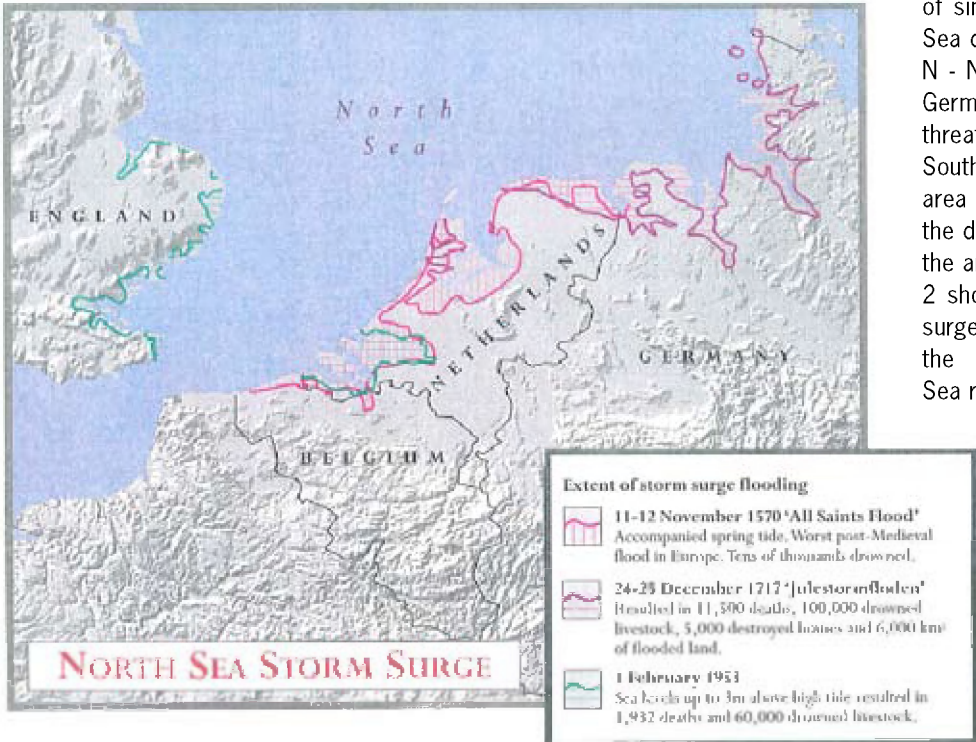 of sin
Sea c
N - N
Germ
threat
South
area
the d
the a
2 sho
surge
the
Sea r
North
Sea
ENGLAND
NETHERLANDS
GERMANY
BELGIUM
NORTH SEA STORM SURGE
Extent of storm surge flooding
11-12 November 1570 'All Saints Flood'
Accompanied spring tide. Worst post-Medieval
flood in Europe. Tens of thousands drowned.
24-25 December 1717 'Julestormfloden'
Resulted in 11,500 deaths, 100,000 drowned
livestock, 5,000 destroyed houses and 6,000 km²
of flooded land.
1 February 1953
Sea levels up to 3m above high tide resulted in
1,932 deaths and 60,000 drowned livestock.